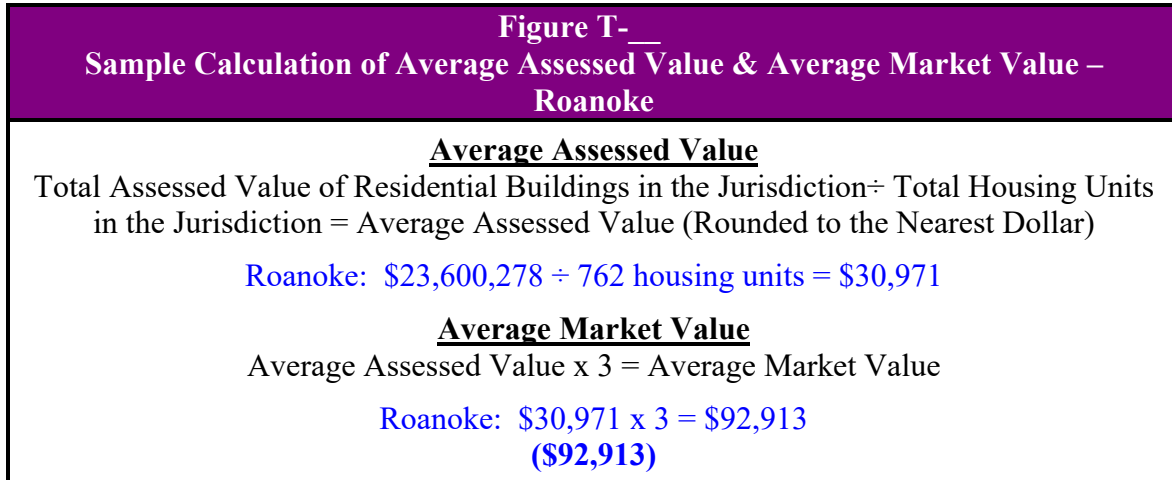 Figure T-__
Sample Calculation of Average Assessed Value & Average Market Value –
Roanoke
Average Assessed Value
Total Assessed Value of Residential Buildings in the Jurisdiction÷ Total Housing Units
in the Jurisdiction = Average Assessed Value (Rounded to the Nearest Dollar)
Roanoke: $23,600,278 ÷ 762 housing units = $30,971
Average Market Value
Average Assessed Value x 3 = Average Market Value
Roanoke: $30,971 x 3 = $92,913
($92,913)